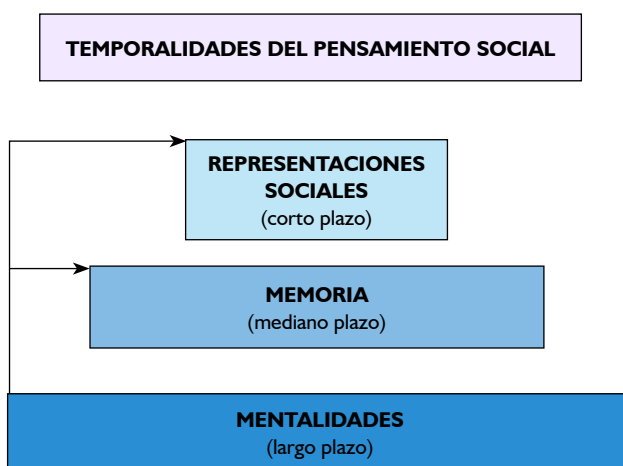 TEMPORALIDADES DEL PENSAMIENTO SOCIAL
REPRESENTACIONES
SOCIALES
(corto plazo)
MEMORIA
(mediano plazo)
MENTALIDADES
(largo plazo)